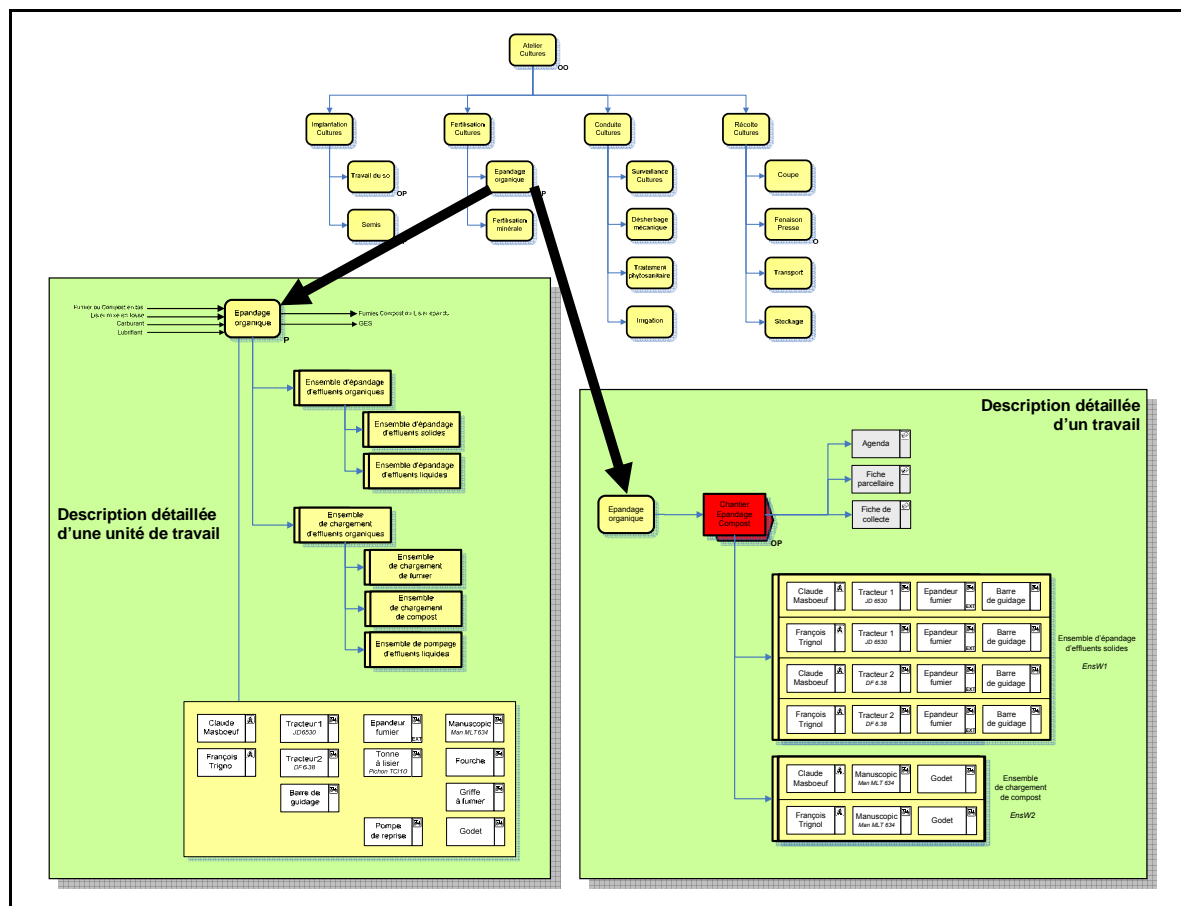 Atelier
Cultures
OO
Implantation
Cultures
Fertilisation
Cultures
Conduite
Cultures
Récolte
Cultures
Travail du so
OP
Semis
Epandage
organique
OP
Fertilisation
minérale
Surveillance
Cultures
Désherbage
mécanique
Traitement
phytosanitaire
Irrigation
Coupe
Fenaison
Presse
O
Transport
Stockage
Fumier ou Compost en tas
Carburant
Lubrifiant
Epandage
organique
P
GES
Ensemble d'épandage
d'effluents organiques
Ensemble d'épandage
d'effluents solides
Ensemble d'épandage
d'effluents liquides
Description détaillée
d'une unité de travail
Ensemble
de chargement
d'effluents organiques
Ensemble
de chargement
de fumier
Ensemble
de chargement
de compost
Ensemble de pompage
d'effluents liquides
Claude
Masboeuf
Tracteur 1
JD6530
Epandeur
fumier
EXT
Manuscopic
Man MLT 634
François
Trigno
Tracteur2
DF 6.38
Tonne
à lisier
Pichon TCI10
Fourche
Barre de
guidage
Griffe
à fumier
Pompe
de reprise
Godet
Description détaillée
d'un travail
Agenda
Fiche
parcellaire
Fiche de
collecte
Epandage
organique
Chantier
Epandage
Compost
OP
Claude
Masboeuf
Tracteur 1
JD 6530
Epandeur
fumier
EXT
Barre
de guidage
François
Trignol
Tracteur 1
JD 6530
Epandeur
fumier
EXT
Barre
de guidage
Claude
Masboeuf
Tracteur 2
DF 6.38
Epandeur
fumier
EXT
Barre
de guidage
François
Trignol
Tracteur 2
DF 6.38
Epandeur
fumier
EXT
Barre
de guidage
Ensemble d'épandage
d'effluents solides
EnsW1
Claude
Masboeuf
Manuscopic
Man MLT 634
Godet
François
Trignol
Manuscopic
Man MLT 634
Godet
Ensemble
de chargement
de compost
EnsW2